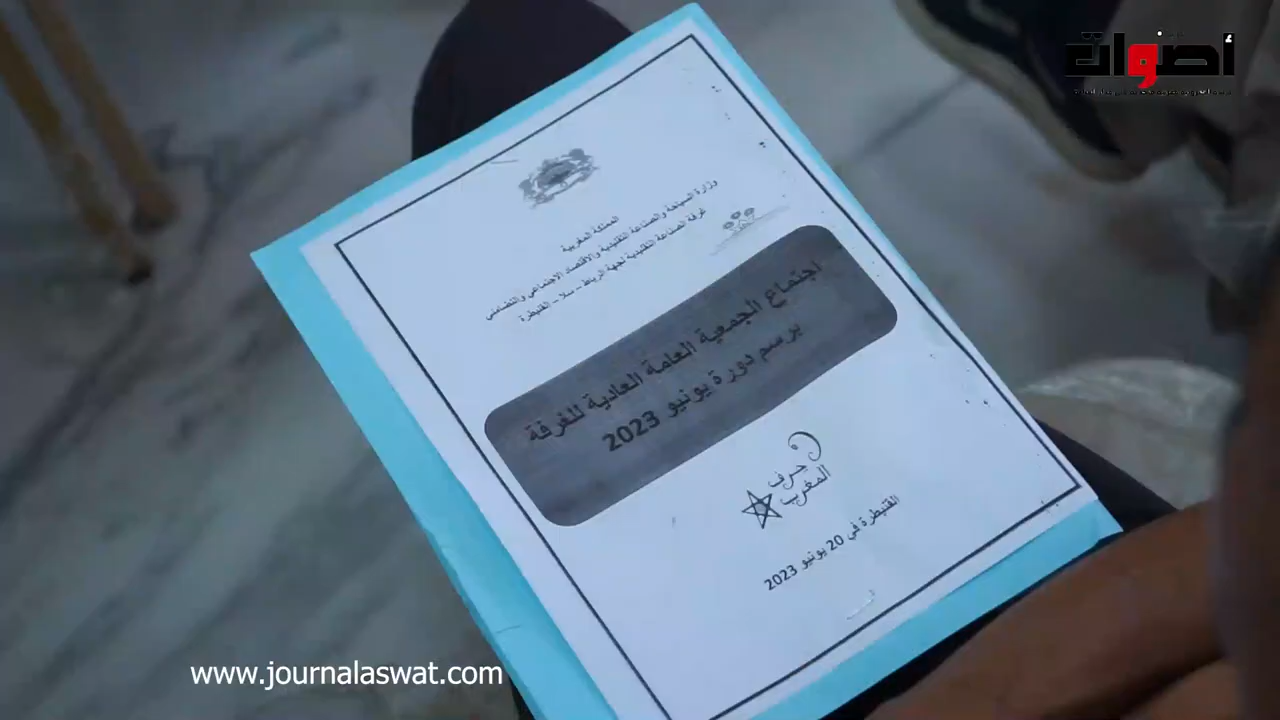 أصوات
المملكة المغربية
وزارة السياحة والصناعة التقليدية والاقتصاد الاجتماعي والتضامني
غرفة الصناعة التقليدية لجهة الرباط - سلا - القنيطرة
اجتماع الجمعية العامة العادية للغرفة
برسم دورة يونيو 2023
حرف
المغرب
القنيطرة في 20 يونيو 2023
www.journalaswat.com